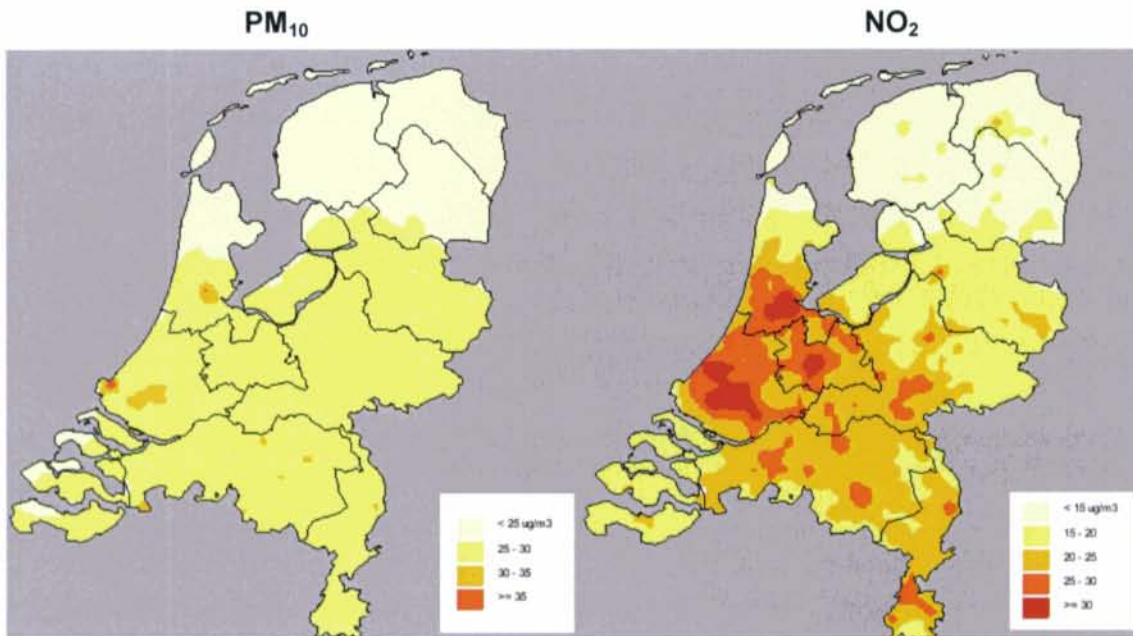 PM₁₀
NO₂
< 25 ug/m3
25 - 30
30 - 35
>= 35
< 15 ug/m3
15 - 20
20 - 25
25 - 30
>= 30